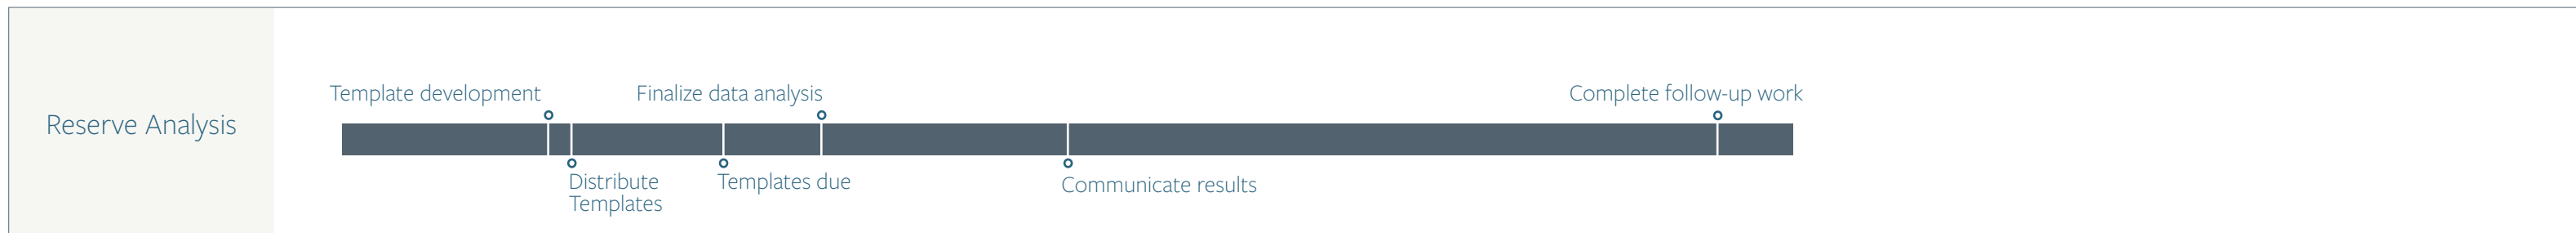 Reserve Analysis
Template development
Finalize data analysis
Complete follow-up work
Distribute
Templates
Templates due
Communicate results